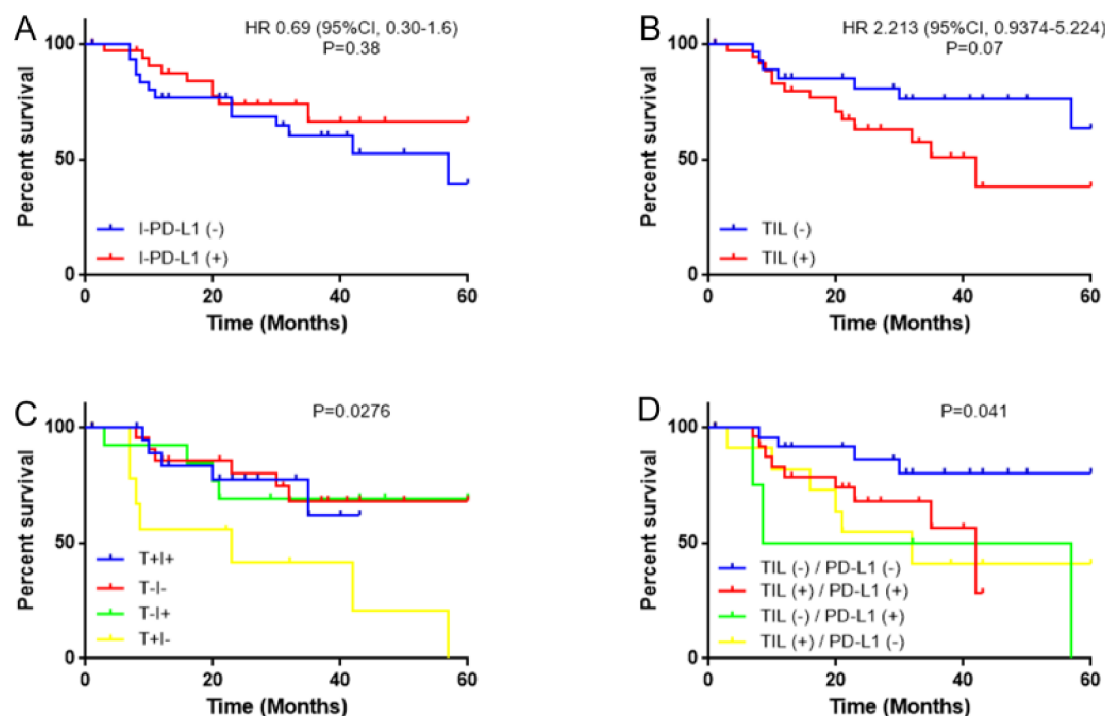 A
HR 0.69 (95%CI, 0.30-1.6)
P=0.38
100
50
0
Percent survival
I-PD-L1 (-)
I-PD-L1 (+)
0 20 40 60
Time (Months)
B
HR 2.213 (95%CI, 0.9374-5.224)
P=0.07
100
50
0
Percent survival
TIL (-)
TIL (+)
0 20 40 60
Time (Months)
C
P=0.0276
100
50
0
Percent survival
T+I+
T-I-
T-I+
T+I-
0 20 40 60
Time (Months)
D
P=0.041
100
50
0
Percent survival
TIL (-) / PD-L1 (-)
TIL (+) / PD-L1 (+)
TIL (-) / PD-L1 (+)
TIL (+) / PD-L1 (-)
0 20 40 60
Time (Months)